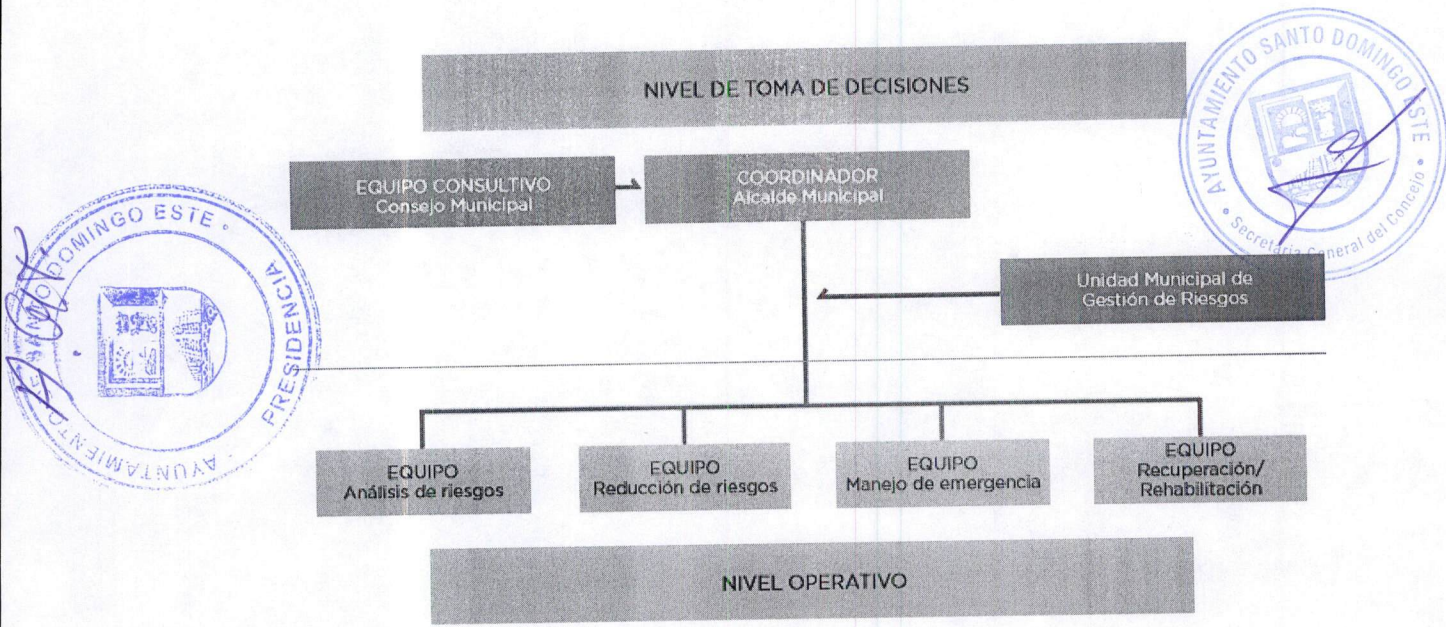 NIVEL DE TOMA DE DECISIONES
AYUNTAMIENTO SANTO DOMINGO ESTE
Secretaria General del Concejo
EQUIPO CONSULTIVO
Consejo Municipal
COORDINADOR
Alcalde Municipal
Unidad Municipal de
Gestión de Riesgos
AYUNTAMIENTO SANTO DOMINGO ESTE
PRESIDENCIA
EQUIPO
Análisis de riesgos
EQUIPO
Reducción de riesgos
EQUIPO
Manejo de emergencia
EQUIPO
Recuperación/
Rehabilitación
NIVEL OPERATIVO